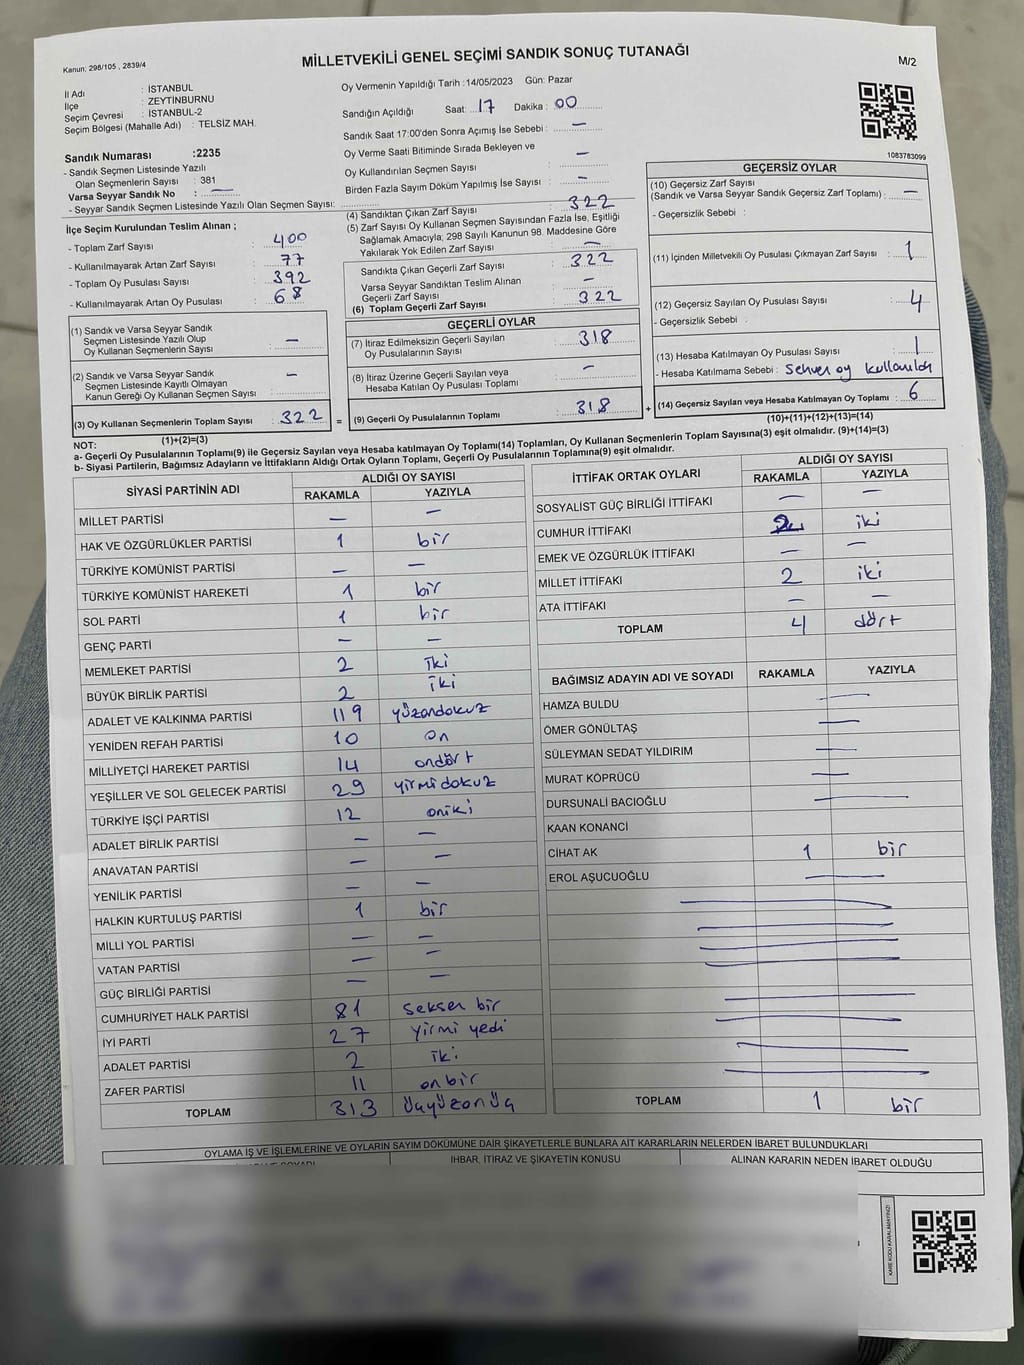 Kanun; 298/105 , 2839/4
MİLLETVEKİLİ GENEL SEÇİMİ SANDIK SONUÇ TUTANAĞI
M/2
İl Adı : İSTANBUL
İlçe : ZEYTİNBURNU
Seçim Çevresi : İSTANBUL-2
Seçim Bölgesi (Mahalle Adı) : TELSİZ MAH.
Oy Vermenin Yapıldığı Tarih :14/05/2023 Gün: Pazar
Sandığın Açıldığı Saat: 17 Dakika : 00
Sandık Saat 17:00'den Sonra Açımış İse Sebebi : —
Oy Verme Saati Bitiminde Sırada Bekleyen ve
Oy Kullandırılan Seçmen Sayısı : —
Birden Fazla Sayım Döküm Yapılmış İse Sayısı : —
1083783099
Sandık Numarası :2235
- Sandık Seçmen Listesinde Yazılı
Olan Seçmenlerin Sayısı : 381
Varsa Seyyar Sandık No : —
- Seyyar Sandık Seçmen Listesinde Yazılı Olan Seçmen Sayısı:
İlçe Seçim Kurulundan Teslim Alınan ;
- Toplam Zarf Sayısı : 400
- Kullanılmayarak Artan Zarf Sayısı : 77
- Toplam Oy Pusulası Sayısı : 392
- Kullanılmayarak Artan Oy Pusulası : 68
(4) Sandıktan Çıkan Zarf Sayısı : 322
(5) Zarf Sayısı Oy Kullanan Seçmen Sayısından Fazla İse, Eşitliği
Sağlamak Amacıyla, 298 Sayılı Kanunun 98. Maddesine Göre
Yakılarak Yok Edilen Zarf Sayısı : —
Sandıkta Çıkan Geçerli Zarf Sayısı : 322
Varsa Seyyar Sandıktan Teslim Alınan
Geçerli Zarf Sayısı : —
(6) Toplam Geçerli Zarf Sayısı : 322
GEÇERSİZ OYLAR
(10) Geçersiz Zarf Sayısı
(Sandık ve Varsa Seyyar Sandık Geçersiz Zarf Toplamı) : —
- Geçersizlik Sebebi :
(11) İçinden Milletvekili Oy Pusulası Çıkmayan Zarf Sayısı : 1
(12) Geçersiz Sayılan Oy Pusulası Sayısı : 4
- Geçersizlik Sebebi :
(13) Hesaba Katılmayan Oy Pusulası Sayısı : 1
- Hesaba Katılmama Sebebi : Sehven oy kullanıldı
(14) Geçersiz Sayılan veya Hesaba Katılmayan Oy Toplamı : 6
(10)+(11)+(12)+(13)=(14)
(1) Sandık ve Varsa Seyyar Sandık
Seçmen Listesinde Yazılı Olup
Oy Kullanan Seçmenlerin Sayısı : —
(2) Sandık ve Varsa Seyyar Sandık
Seçmen Listesinde Kayıtlı Olmayan
Kanun Gereği Oy Kullanan Seçmen Sayısı : —
(3) Oy Kullanan Seçmenlerin Toplam Sayısı : 322
(1)+(2)=(3)
GEÇERLİ OYLAR
(7) İtiraz Edilmeksizin Geçerli Sayılan
Oy Pusulalarının Sayısı : 318
(8) İtiraz Üzerine Geçerli Sayılan veya
Hesaba Katılan Oy Pusulası Toplamı : —
= (9) Geçerli Oy Pusulalarının Toplamı : 318 +
NOT:
a- Geçerli Oy Pusulalarının Toplamı(9) ile Geçersiz Sayılan veya Hesaba katılmayan Oy Toplamı(14) Toplamları, Oy Kullanan Seçmenlerin Toplam Sayısına(3) eşit olmalıdır. (9)+(14)=(3)
b- Siyasi Partilerin, Bağımsız Adayların ve İttifakların Aldığı Ortak Oyların Toplamı, Geçerli Oy Pusulalarının Toplamına(9) eşit olmalıdır.
SİYASİ PARTİNİN ADI ALDIĞI OY SAYISI
RAKAMLA YAZIYLA
MİLLET PARTİSİ — —
HAK VE ÖZGÜRLÜKLER PARTİSİ 1 bir
TÜRKİYE KOMÜNİST PARTİSİ — —
TÜRKİYE KOMÜNİST HAREKETİ 1 bir
SOL PARTİ 1 bir
GENÇ PARTİ — —
MEMLEKET PARTİSİ 2 iki
BÜYÜK BİRLİK PARTİSİ 2 iki
ADALET VE KALKINMA PARTİSİ 119 yüzondokuz
YENİDEN REFAH PARTİSİ 10 on
MİLLİYETÇİ HAREKET PARTİSİ 14 ondört
YEŞİLLER VE SOL GELECEK PARTİSİ 29 yirmidokuz
TÜRKİYE İŞÇİ PARTİSİ 12 oniki
ADALET BİRLİK PARTİSİ — —
ANAVATAN PARTİSİ — —
YENİLİK PARTİSİ — —
HALKIN KURTULUŞ PARTİSİ 1 bir
MİLLİ YOL PARTİSİ — —
VATAN PARTİSİ — —
GÜÇ BİRLİĞİ PARTİSİ — —
CUMHURİYET HALK PARTİSİ 81 seksen bir
İYİ PARTİ 27 yirmi yedi
ADALET PARTİSİ 2 iki
ZAFER PARTİSİ 11 onbir
TOPLAM 313 üçyüzonüç
İTTİFAK ORTAK OYLARI ALDIĞI OY SAYISI
RAKAMLA YAZIYLA
SOSYALİST GÜÇ BİRLİĞİ İTTİFAKI — —
CUMHUR İTTİFAKI 2 iki
EMEK VE ÖZGÜRLÜK İTTİFAKI — —
MİLLET İTTİFAKI 2 iki
ATA İTTİFAKI — —
TOPLAM 4 dört
BAĞIMSIZ ADAYIN ADI VE SOYADI RAKAMLA YAZIYLA
HAMZA BULDU —
ÖMER GÖNÜLTAŞ —
SÜLEYMAN SEDAT YILDIRIM —
MURAT KÖPRÜCÜ —
DURSUNALİ BACIOĞLU —
KAAN KONANCİ
CİHAT AK 1 bir
EROL AŞUCUOĞLU —
TOPLAM 1 bir
OYLAMA İŞ VE İŞLEMLERİNE VE OYLARIN SAYIM DÖKÜMÜNE DAİR ŞİKAYETLERLE BUNLARA AİT KARARLARIN NELERDEN İBARET BULUNDUKLARI
İHBAR, İTİRAZ VE ŞİKAYETİN KONUSU ALINAN KARARIN NEDEN İBARET OLDUĞU
KARE KODU KARALAMAYINIZ!